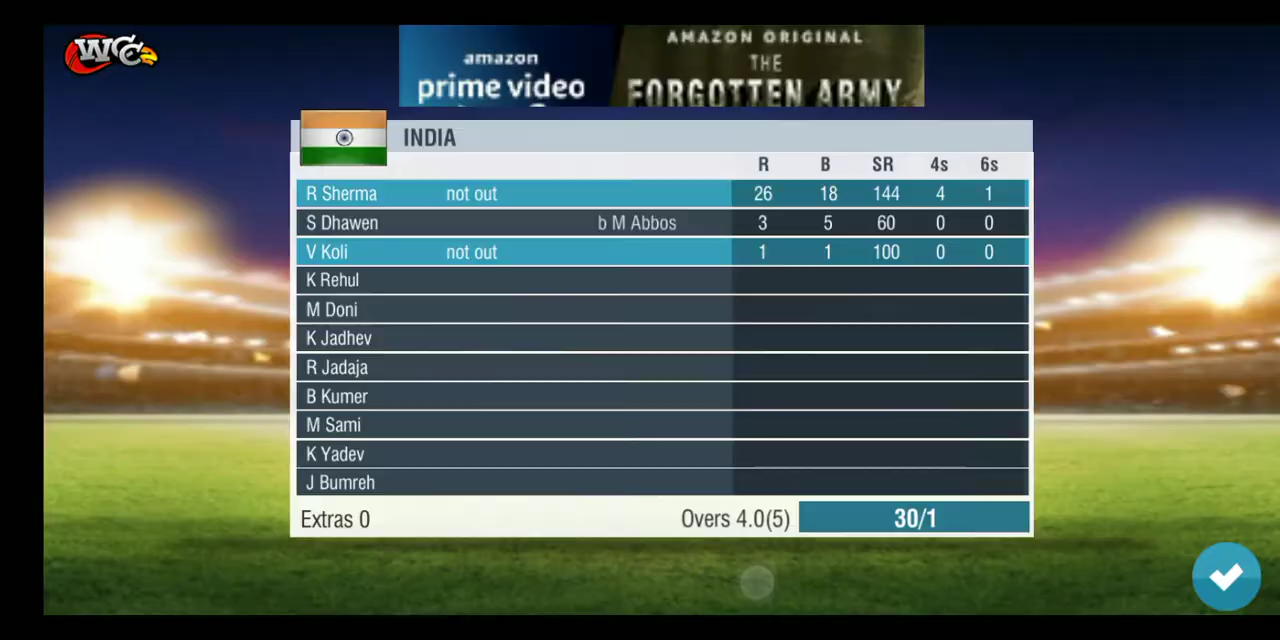 WCC2
amazon
prime video
AMAZON ORIGINAL
THE
FORGOTTEN ARMY
INDIA
R B SR 4s 6s
R Sherma not out 26 18 144 4 1
S Dhawen b M Abbos 3 5 60 0 0
V Koli not out 1 1 100 0 0
K Rehul
M Doni
K Jadhev
R Jadaja
B Kumer
M Sami
K Yadev
J Bumreh
Extras 0 Overs 4.0(5) 30/1